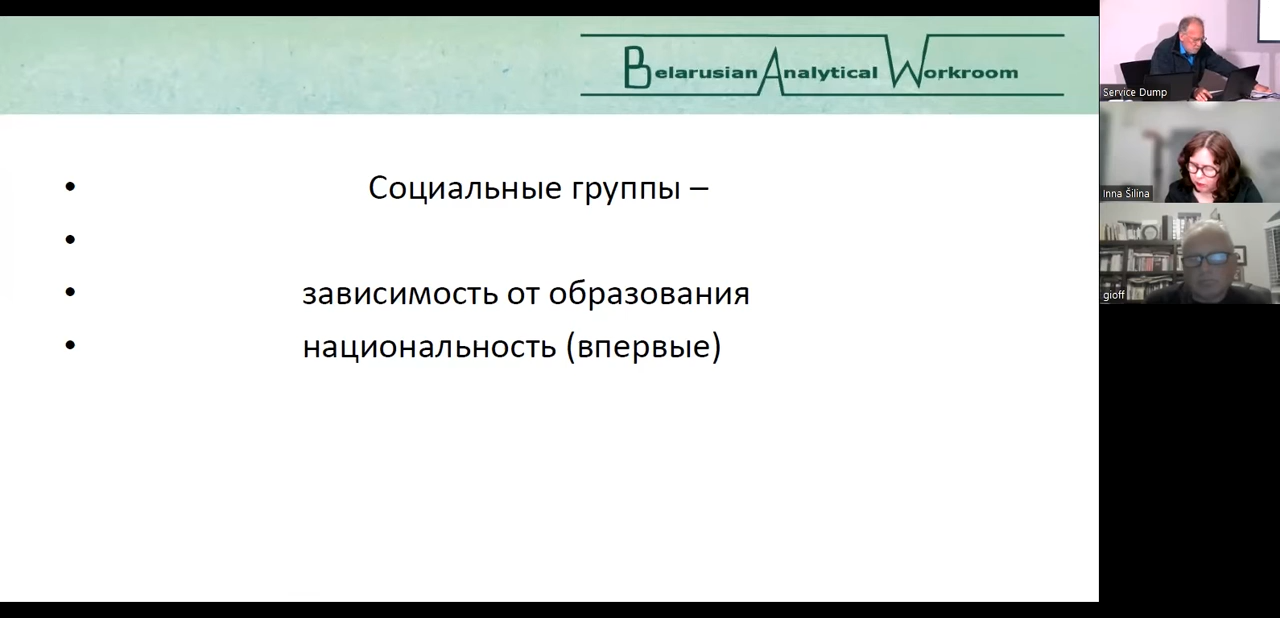 Belarusian Analytical Workroom
Service Dump
Inna Šilina
gioff
• Социальные группы –
•
• зависимость от образования
• национальность (впервые)